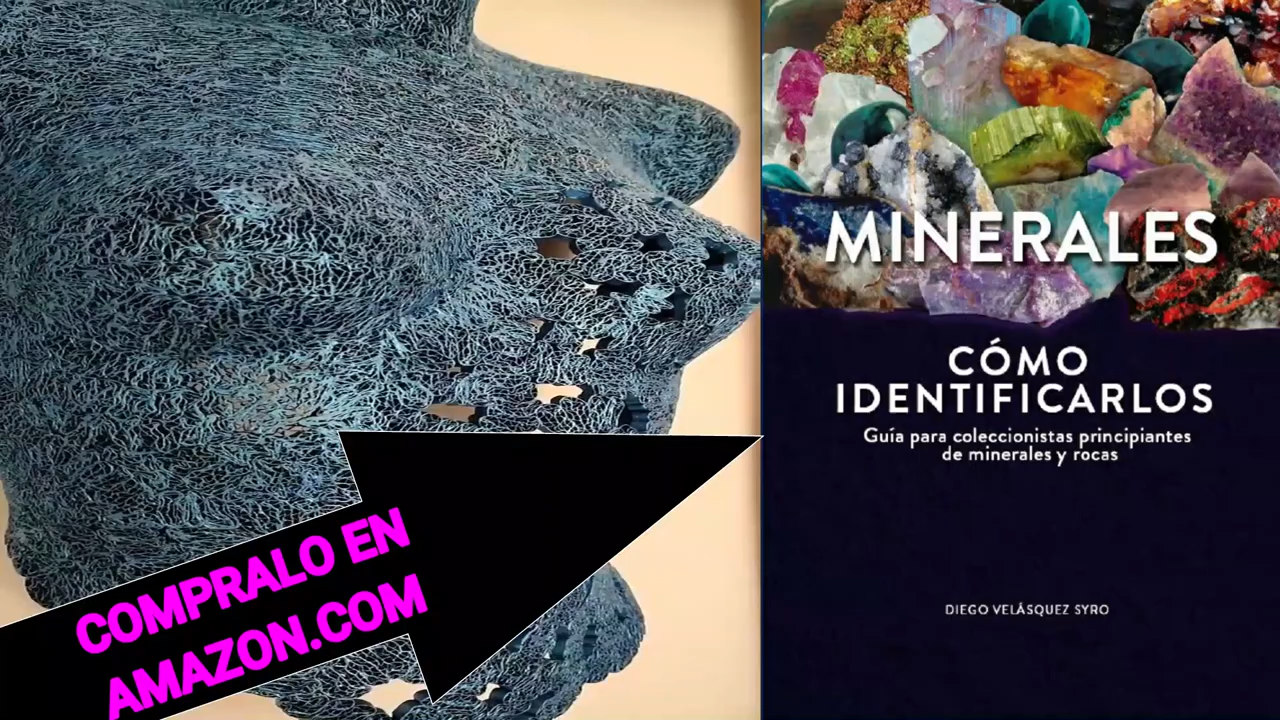 COMPRALO EN
AMAZON.COM
MINERALES
CÓMO
IDENTIFICARLOS
Guía para coleccionistas principiantes
de minerales y rocas
DIEGO VELÁSQUEZ SYRO